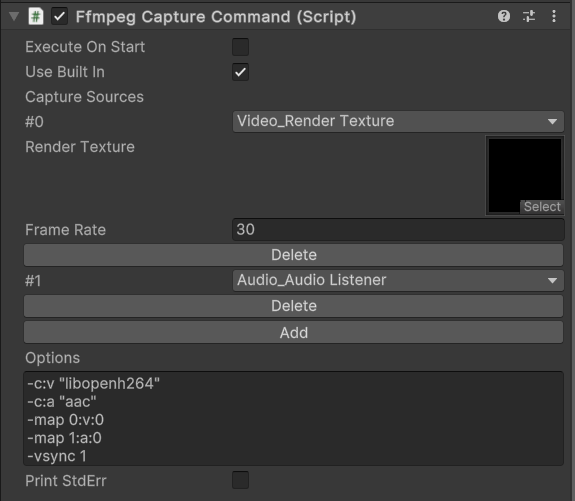 Ffmpeg Capture Command (Script)
Execute On Start
Use Built In
Capture Sources
#0 Video_Render Texture
Render Texture
Select
Frame Rate 30
Delete
#1 Audio_Audio Listener
Delete
Add
Options
-c:v "libopenh264"
-c:a "aac"
-map 0:v:0
-map 1:a:0
-vsync 1
Print StdErr